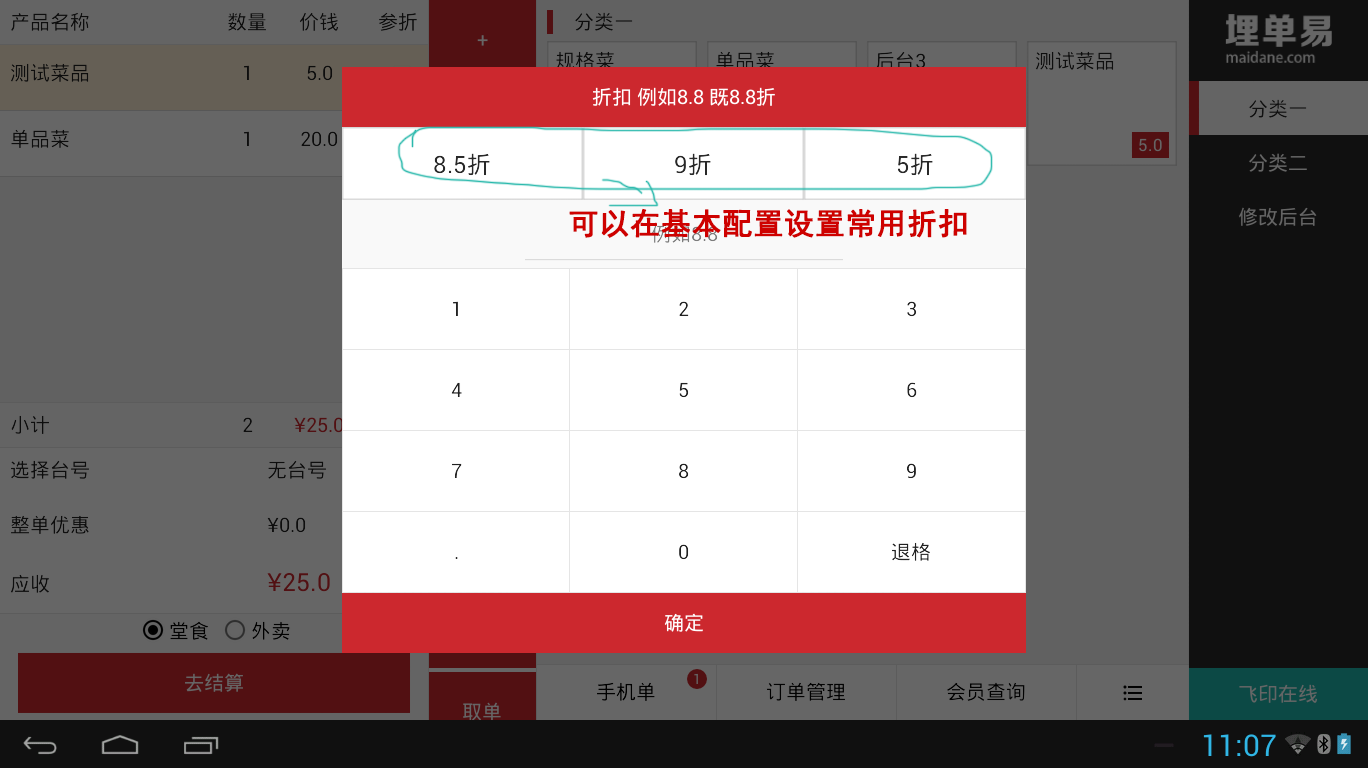 产品名称 数量 价钱 参折
测试菜品 1 5.0
单品菜 1 20.0
小计 2 ¥25.0
选择台号 无台号
整单优惠 ¥0.0
应收 ¥25.0
堂食 外卖
去结算
+
取单
分类一
规格菜 单品菜 后台3 测试菜品
5.0
折扣 例如8.8 既8.8折
8.5折 9折 5折
可以在基本配置设置常用折扣
例如8.8
1 2 3
4 5 6
7 8 9
. 0 退格
确定
手机单 1 订单管理 会员查询
埋单易
maidane.com
分类一
分类二
修改后台
飞印在线
11:07